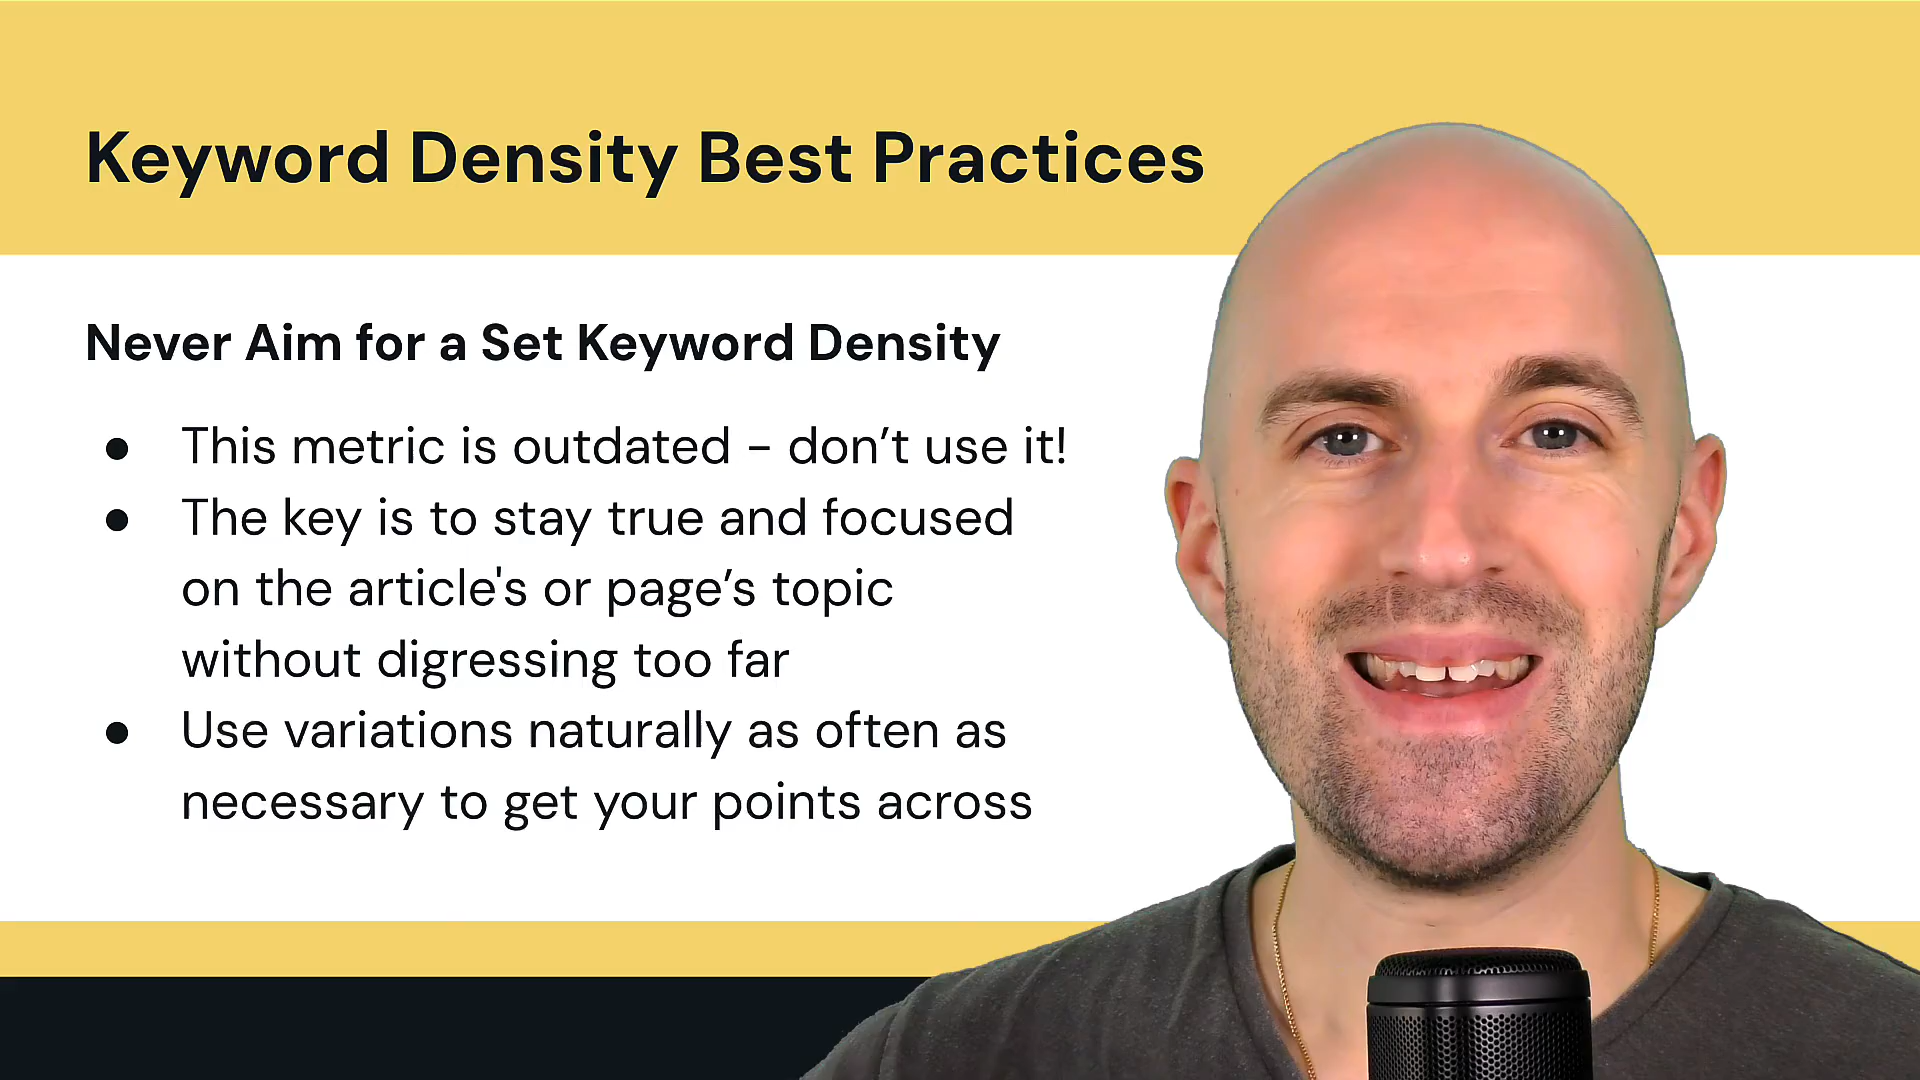 Keyword Density Best Practices
Never Aim for a Set Keyword Density
● This metric is outdated - don’t use it!
● The key is to stay true and focused
on the article's or page’s topic
without digressing too far
● Use variations naturally as often as
necessary to get your points across